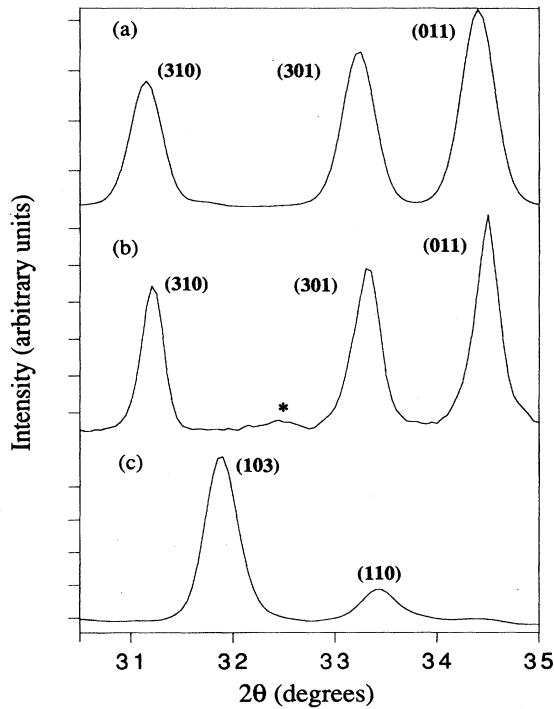 (a)
(310)
(301)
(011)
(b)
(310)
(301)
(011)
*
(c)
(103)
(110)
Intensity (arbitrary units)
31 32 33 34 35
2θ (degrees)